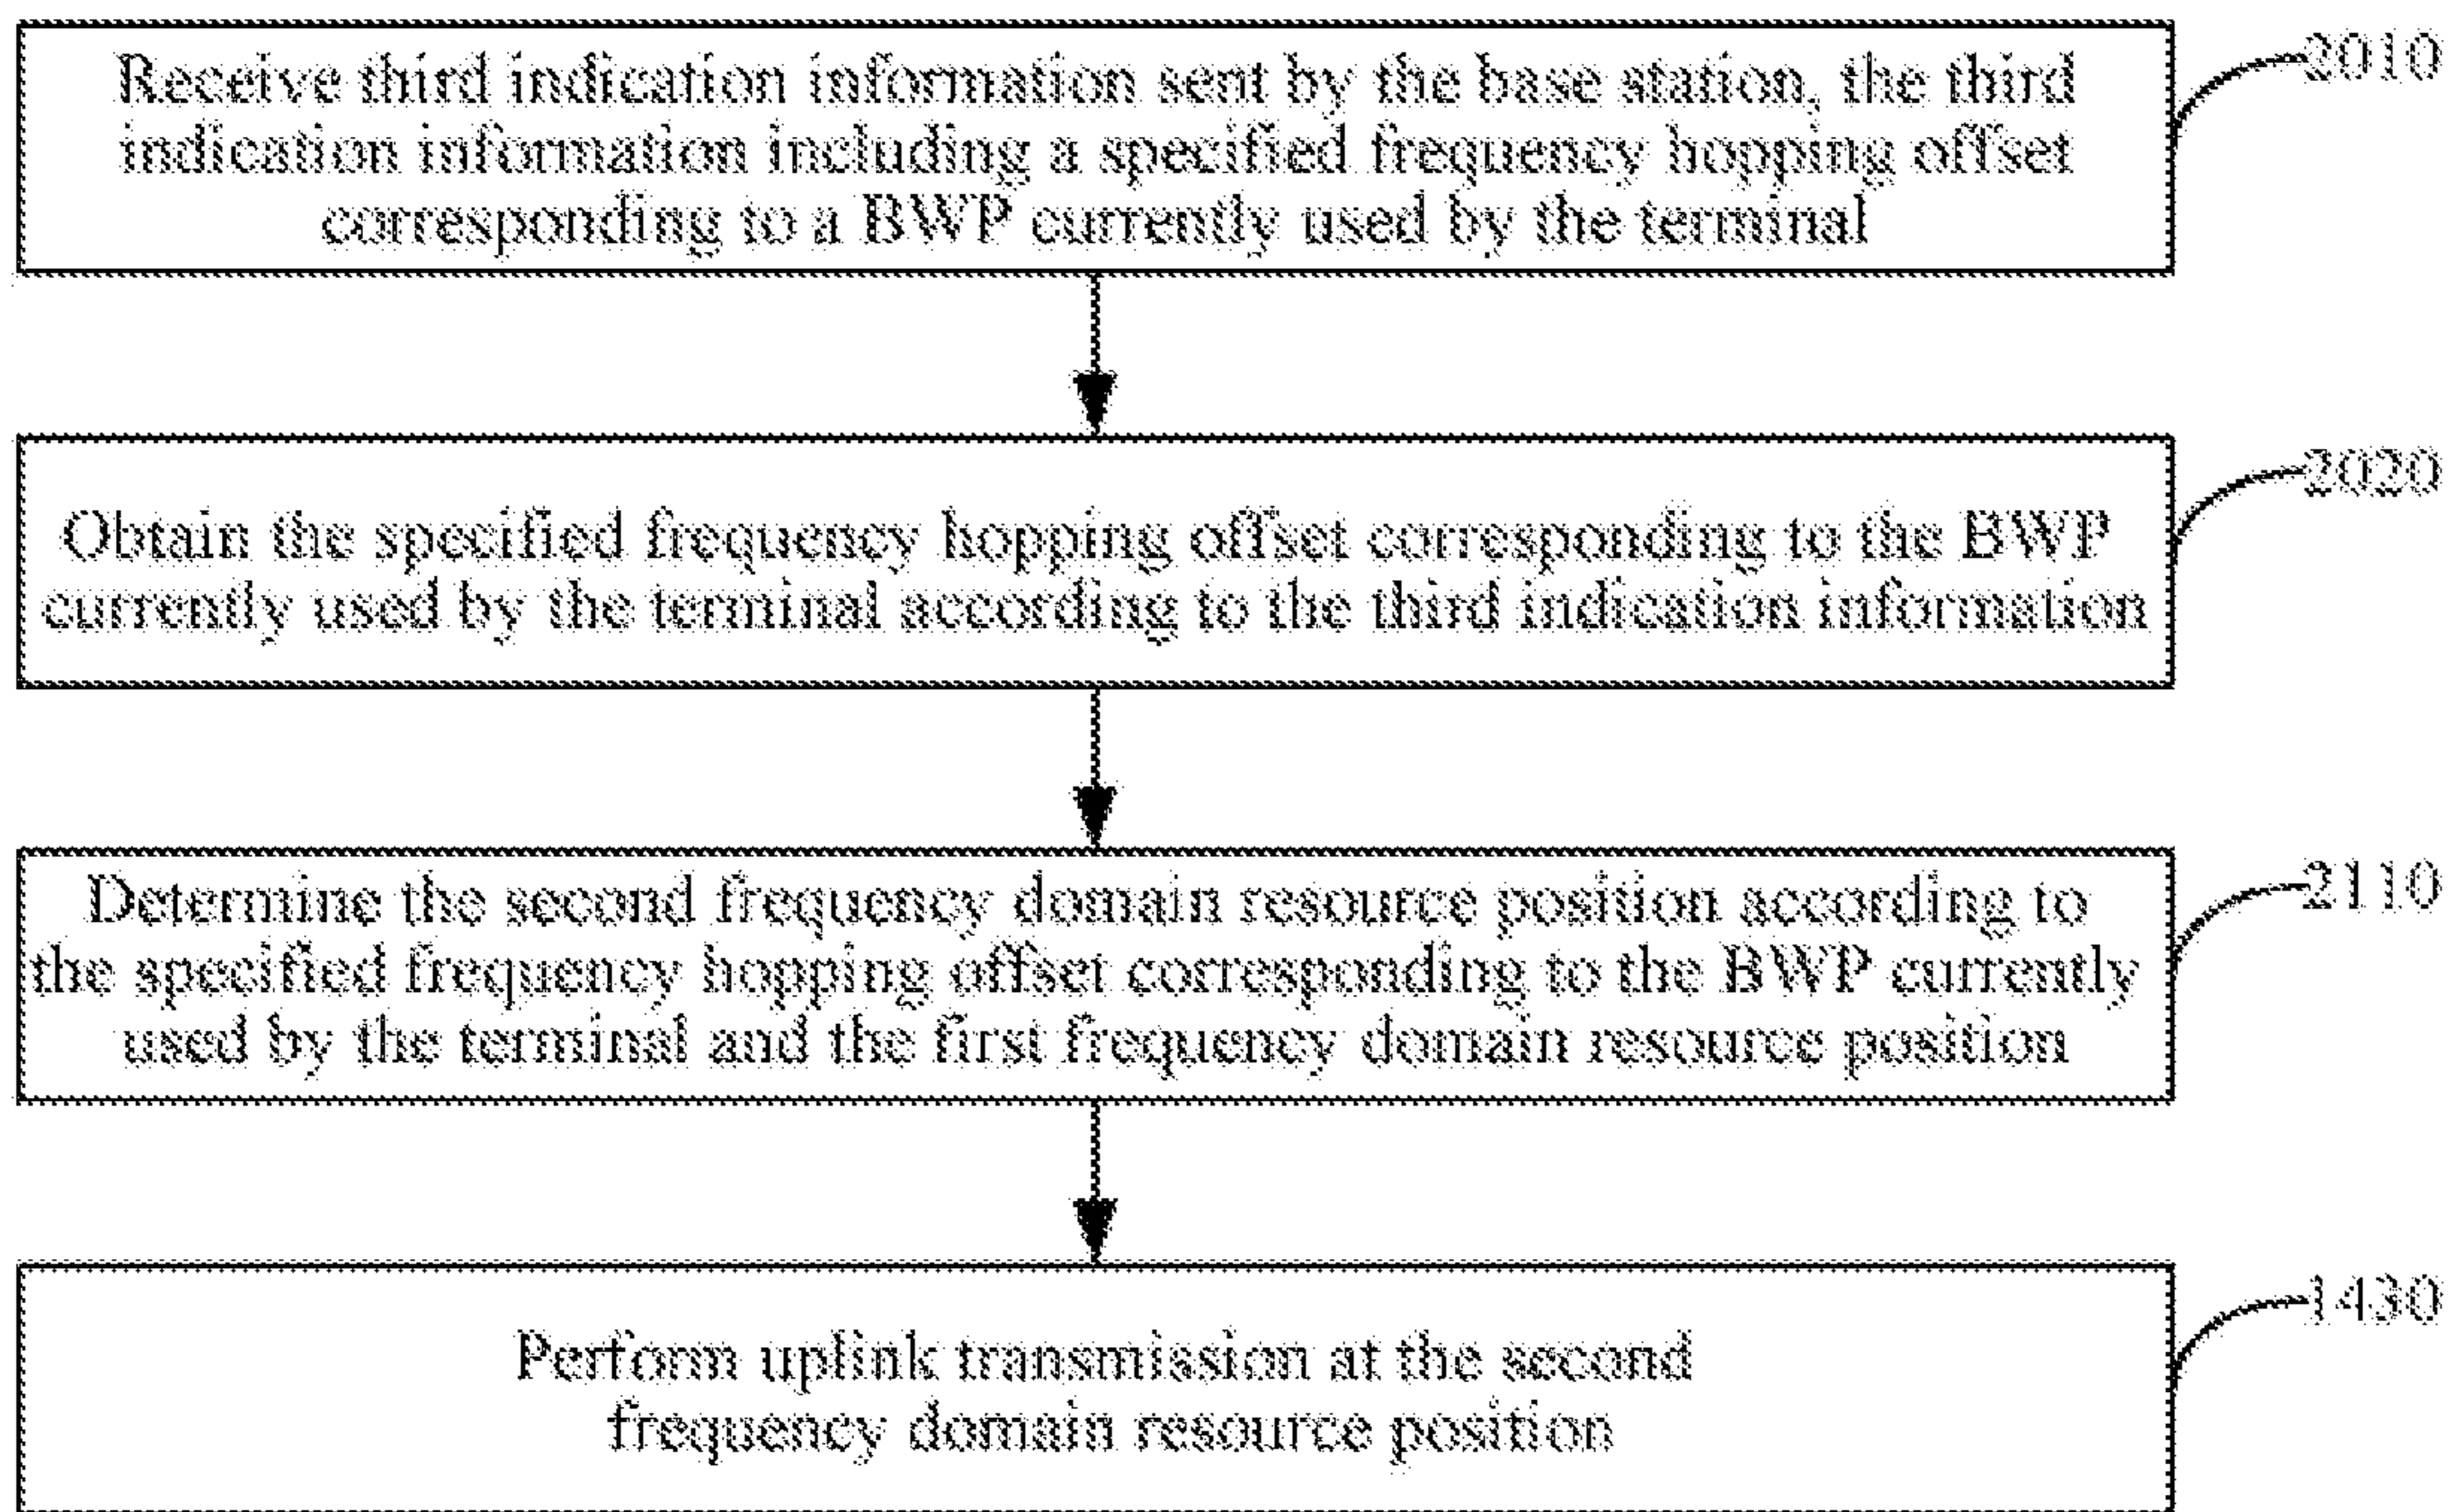 Receive third indication information sent by the base station, the third
indication information including a specified frequency hopping offset
corresponding to a BWP currently used by the terminal
2010
Obtain the specified frequency hopping offset corresponding to the BWP
currently used by the terminal according to the third indication information
2020
Determine the second frequency domain resource position according to
the specified frequency hopping offset corresponding to the BWP currently
used by the terminal and the first frequency domain resource position
2110
Perform uplink transmission at the second
frequency domain resource position
1430